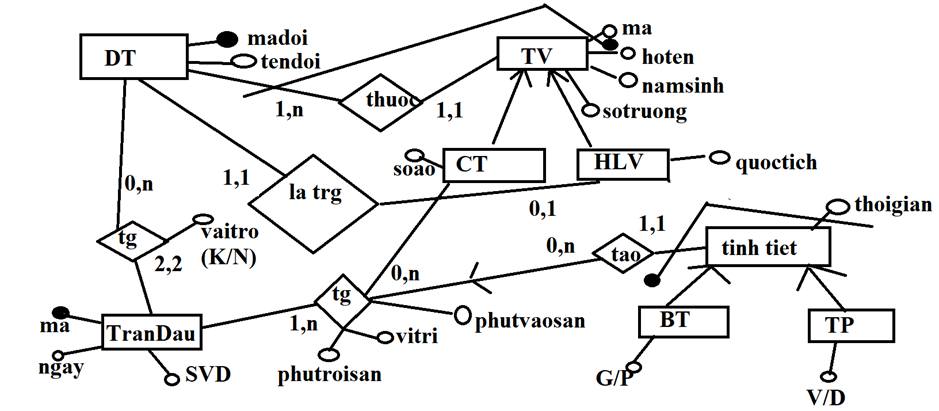 DT
madoi
tendoi
TV
ma
hoten
namsinh
sotruong
thuoc
1,n
1,1
soao
CT
HLV
quoctich
0,n
1,1
la trg
0,1
thoigian
tg
vaitro
(K/N)
2,2
0,n
tao
1,1
tinh tiet
0,n
tg
1,n
ma
TranDau
ngay
SVD
vitri
phutvaosan
phutroisan
BT
TP
G/P
V/D